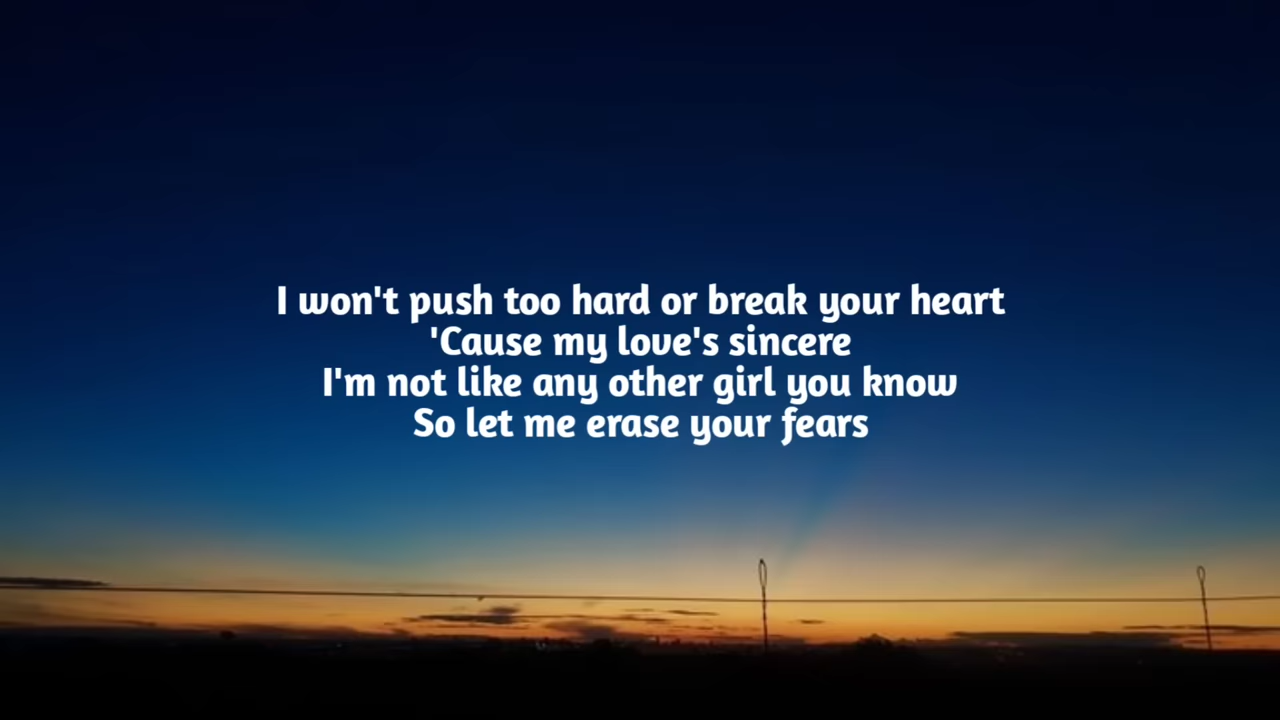 I won't push too hard or break your heart
'Cause my love's sincere
I'm not like any other girl you know
So let me erase your fears